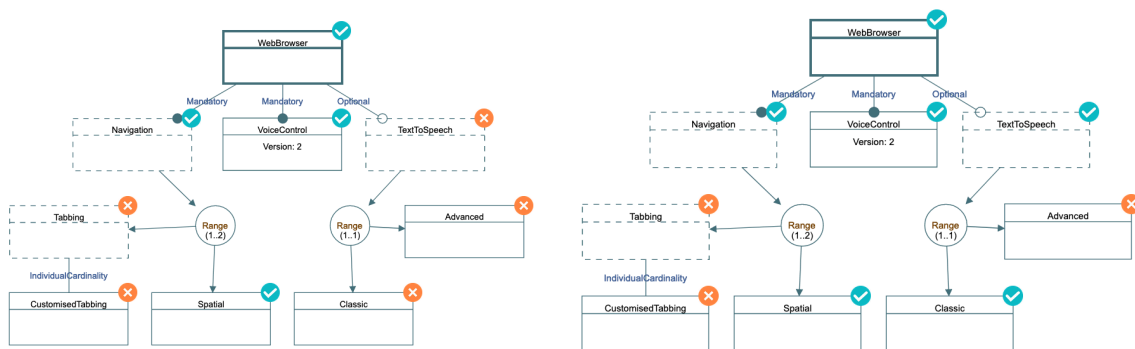 WebBrowser
Mandatory
Mandatory
Optional
Navigation
VoiceControl
Version: 2
TextToSpeech
Tabbing
Range
(1..2)
Range
(1..1)
Advanced
IndividualCardinality
CustomisedTabbing
Spatial
Classic
WebBrowser
Mandatory
Mandatory
Optional
Navigation
VoiceControl
Version: 2
TextToSpeech
Tabbing
Range
(1..2)
Range
(1..1)
Advanced
IndividualCardinality
CustomisedTabbing
Spatial
Classic